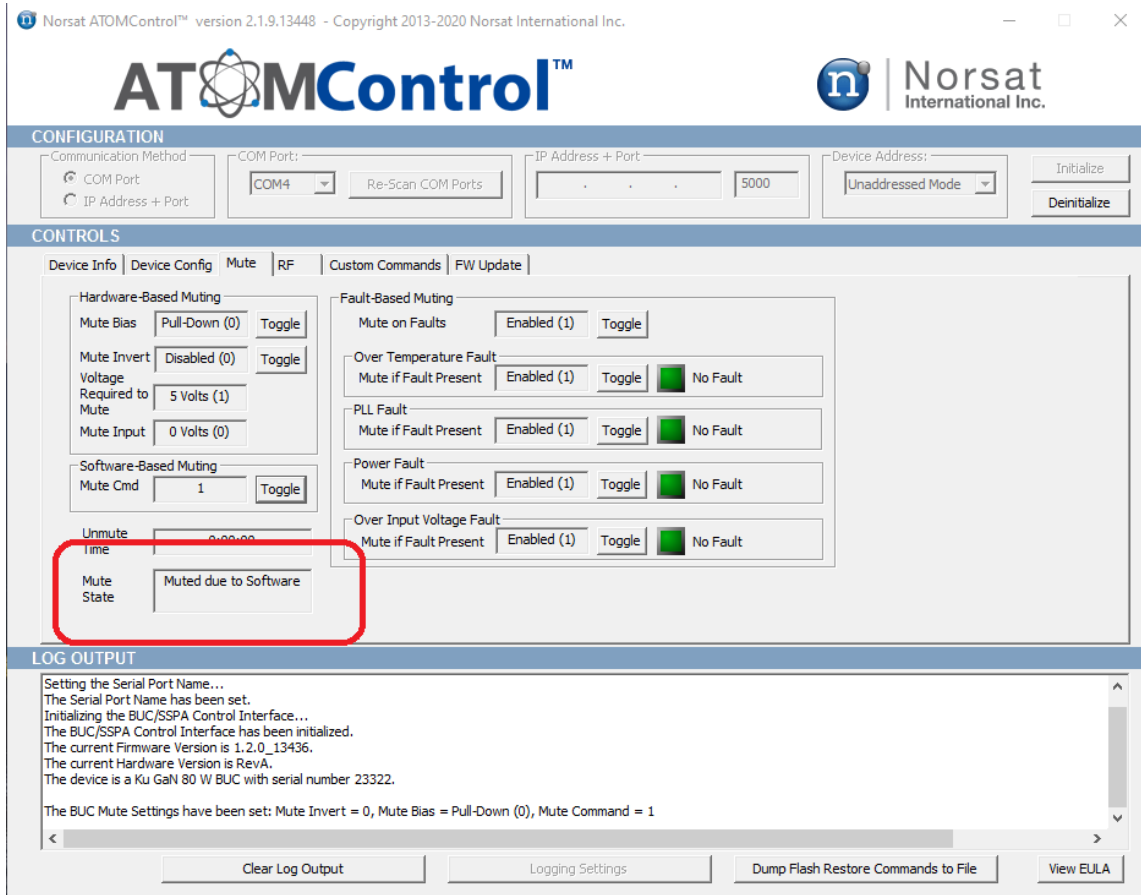 Norsat ATOMControl™ version 2.1.9.13448 - Copyright 2013-2020 Norsat International Inc.
ATOMControl™
n Norsat International Inc.
CONFIGURATION
Communication Method
COM Port
IP Address + Port
COM Port:
COM4 Re-Scan COM Ports
IP Address + Port
. . . 5000
Device Address:
Unaddressed Mode
Initialize
Deinitialize
CONTROLS
Device Info Device Config Mute RF Custom Commands FW Update
Hardware-Based Muting
Mute Bias Pull-Down (0) Toggle
Mute Invert Disabled (0) Toggle
Voltage
Required to
Mute
5 Volts (1)
Mute Input 0 Volts (0)
Software-Based Muting
Mute Cmd 1 Toggle
Unmute
Time
0:00:00
Mute
State
Muted due to Software
Fault-Based Muting
Mute on Faults Enabled (1) Toggle
Over Temperature Fault
Mute if Fault Present Enabled (1) Toggle No Fault
PLL Fault
Mute if Fault Present Enabled (1) Toggle No Fault
Power Fault
Mute if Fault Present Enabled (1) Toggle No Fault
Over Input Voltage Fault
Mute if Fault Present Enabled (1) Toggle No Fault
LOG OUTPUT
Setting the Serial Port Name...
The Serial Port Name has been set.
Initializing the BUC/SSPA Control Interface...
The BUC/SSPA Control Interface has been initialized.
The current Firmware Version is 1.2.0_13436.
The current Hardware Version is RevA.
The device is a Ku GaN 80 W BUC with serial number 23322.
The BUC Mute Settings have been set: Mute Invert = 0, Mute Bias = Pull-Down (0), Mute Command = 1
Clear Log Output Logging Settings Dump Flash Restore Commands to File View EULA